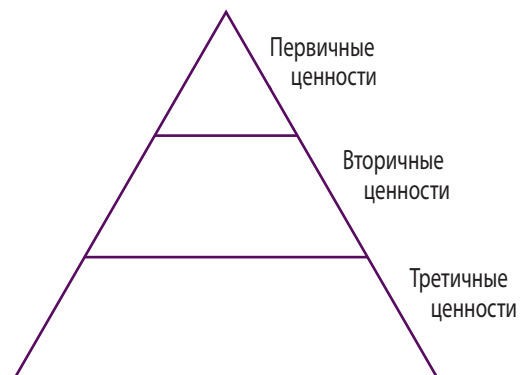 Первичные
ценности
Вторичные
ценности
Третичные
ценности